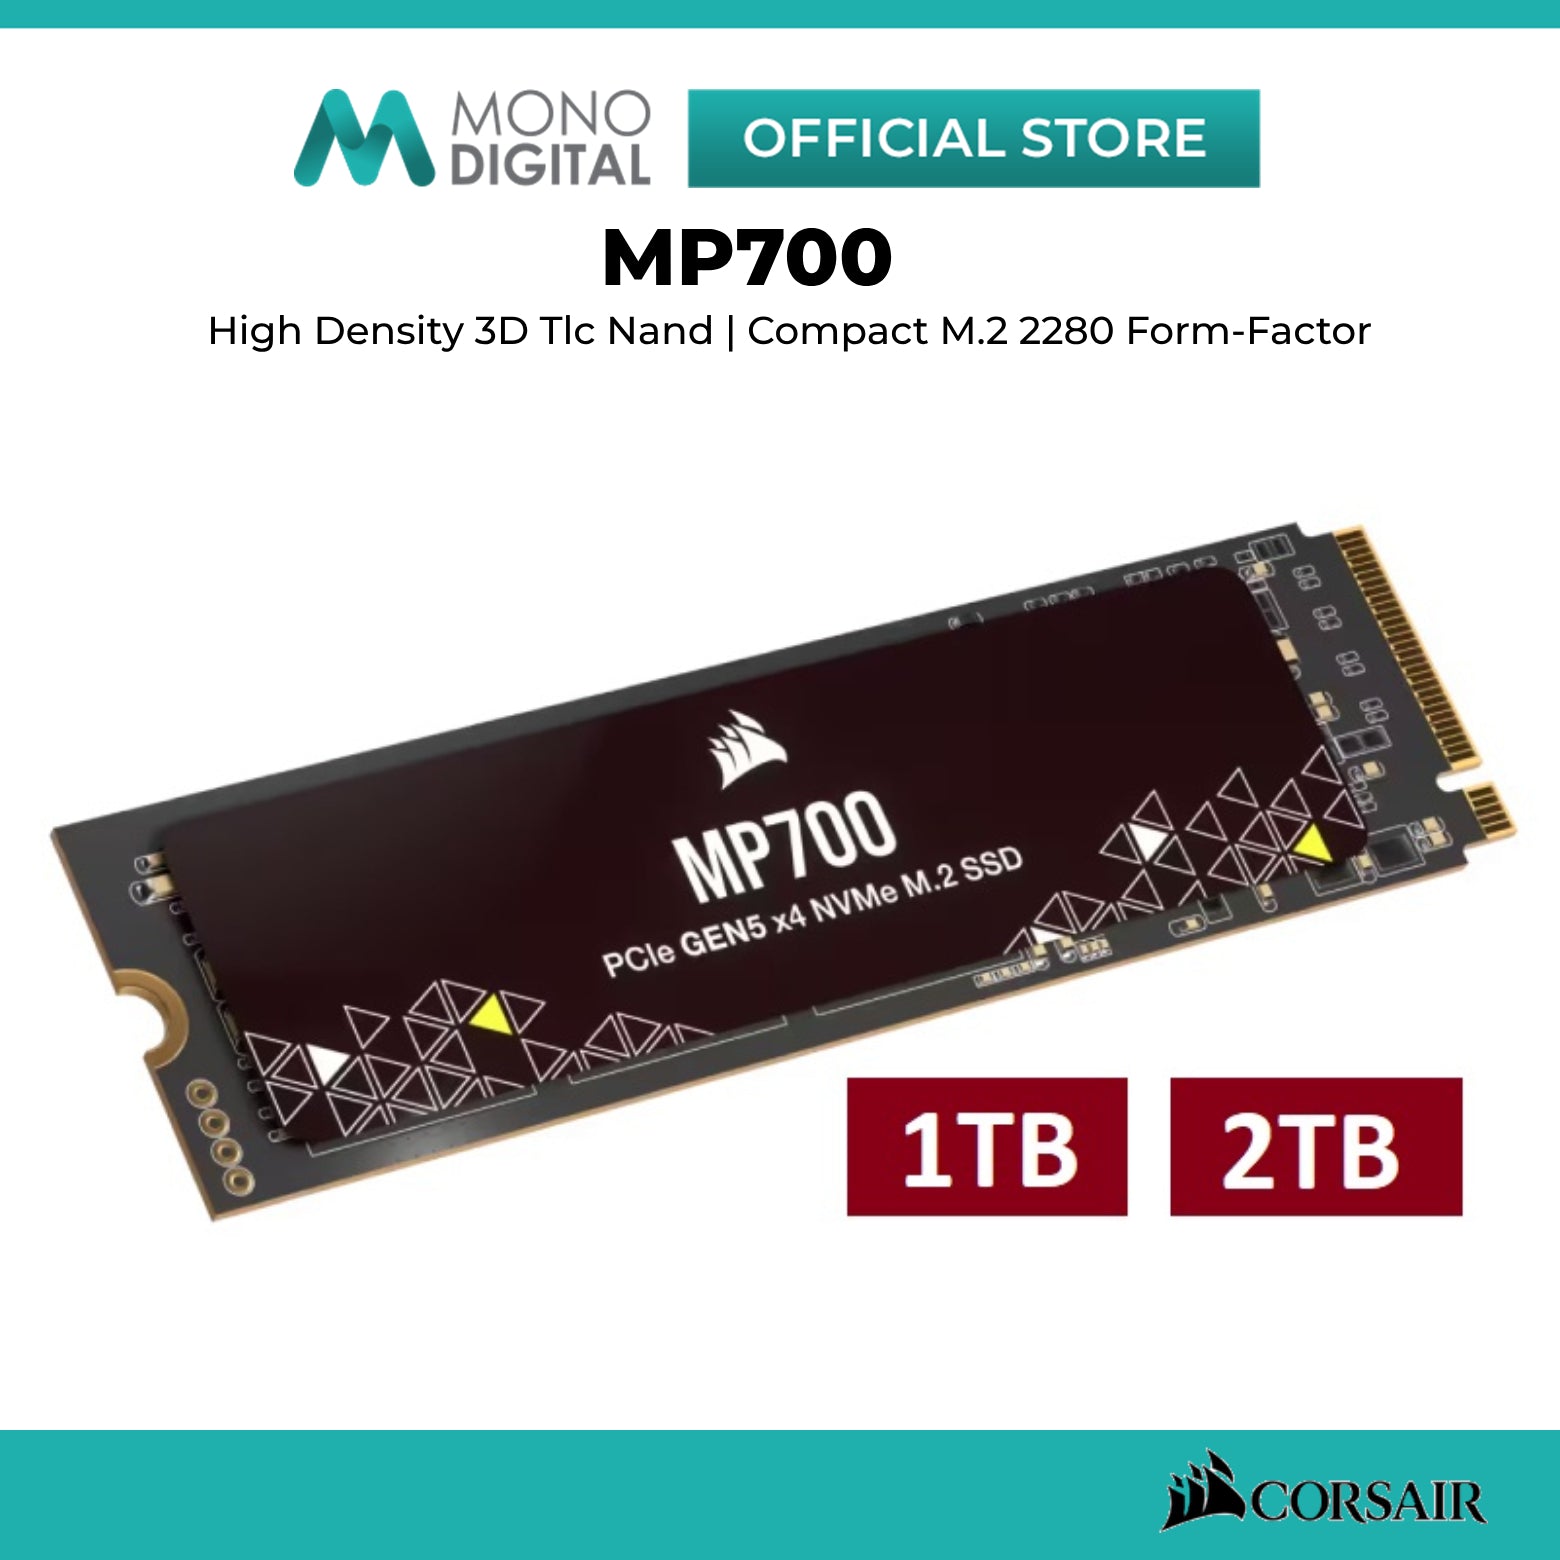 MONO
DIGITAL
OFFICIAL STORE
MP700
High Density 3D Tlc Nand | Compact M.2 2280 Form-Factor
MP700
PCIe GEN5 x4 NVMe M.2 SSD
1TB
2TB
CORSAIR